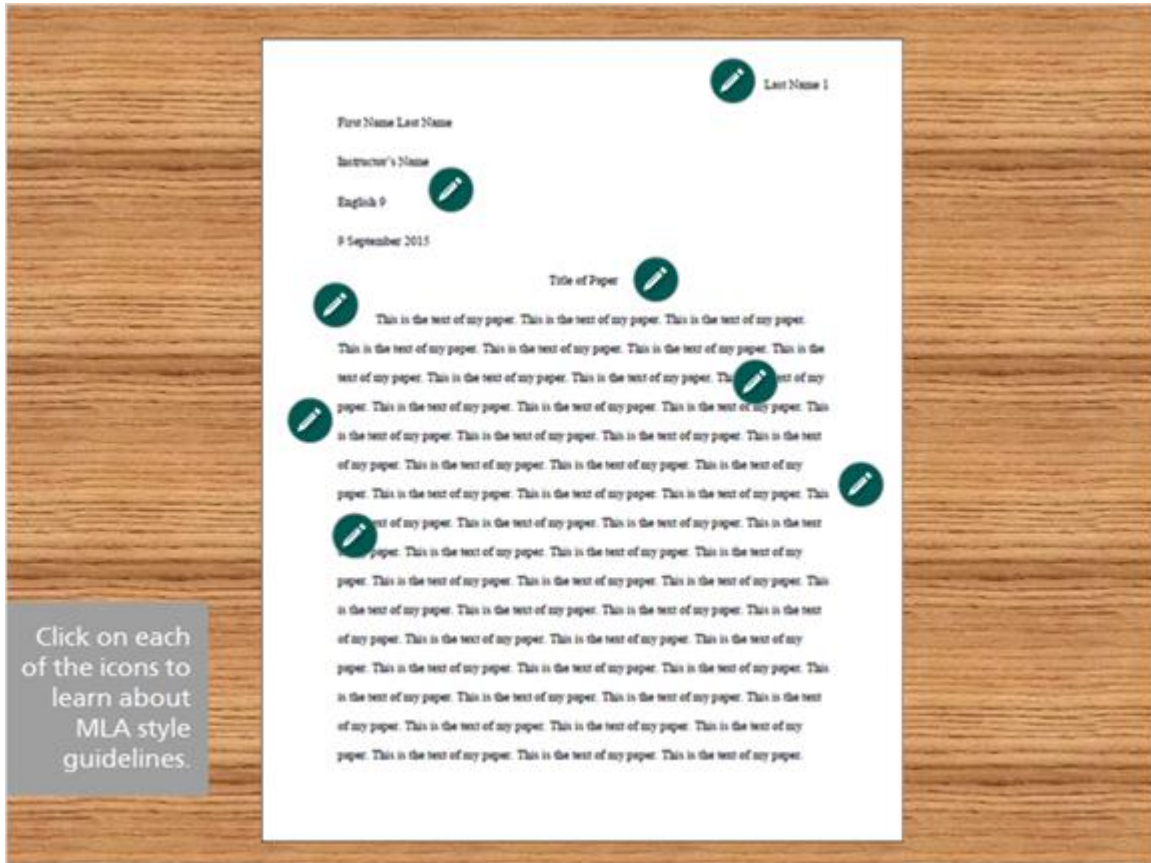 Last Name 1
First Name Last Name
Instructor's Name
English 9
9 September 2015
Title of Paper
This is the text of my paper. This is the text of my paper. This is the text of my paper.
This is the text of my paper. This is the text of my paper. This is the text of my paper. This is the
text of my paper. This is the text of my paper. This is the text of my paper. This of my
paper. This is the text of my paper. This is the text of my paper. This is the text of my paper. This
is the text of my paper. This is the text of my paper. This is the text of my paper. This is the text
of my paper. This is the text of my paper. This is the text of my paper. This is the text of my
paper. This is the text of my paper. This is the text of my paper. This is the text of my paper. This
text of my paper. This is the text of my paper. This is the text of my paper. This is the text
paper. This is the text of my paper. This is the text of my paper. This is the text of my
paper. This is the text of my paper. This is the text of my paper. This is the text of my paper. This
is the text of my paper. This is the text of my paper. This is the text of my paper. This is the text
of my paper. This is the text of my paper. This is the text of my paper. This is the text of my
paper. This is the text of my paper. This is the text of my paper. This is the text of my paper. This
is the text of my paper. This is the text of my paper. This is the text of my paper. This is the text
of my paper. This is the text of my paper. This is the text of my paper. This is the text of my
paper. This is the text of my paper. This is the text of my paper. This is the text of my paper.
Click on each
of the icons to
learn about
MLA style
guidelines.